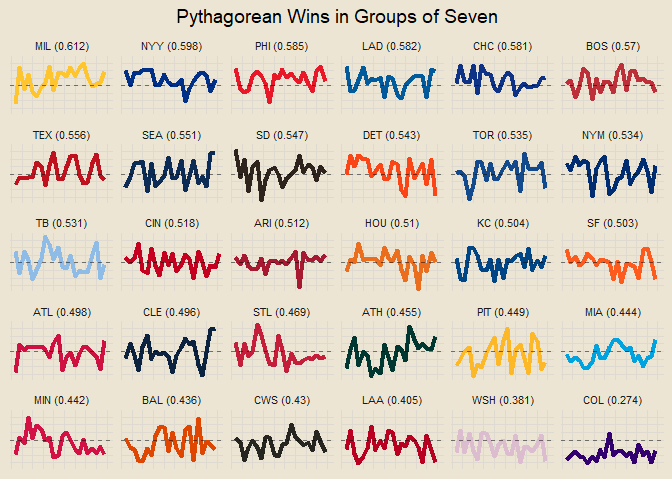 Pythagorean Wins in Groups of Seven
MIL (0.612) NYY (0.598) PHI (0.585) LAD (0.582) CHC (0.581) BOS (0.57)
TEX (0.556) SEA (0.551) SD (0.547) DET (0.543) TOR (0.535) NYM (0.534)
TB (0.531) CIN (0.518) ARI (0.512) HOU (0.51) KC (0.504) SF (0.503)
ATL (0.498) CLE (0.496) STL (0.469) ATH (0.455) PIT (0.449) MIA (0.444)
MIN (0.442) BAL (0.436) CWS (0.43) LAA (0.405) WSH (0.381) COL (0.274)